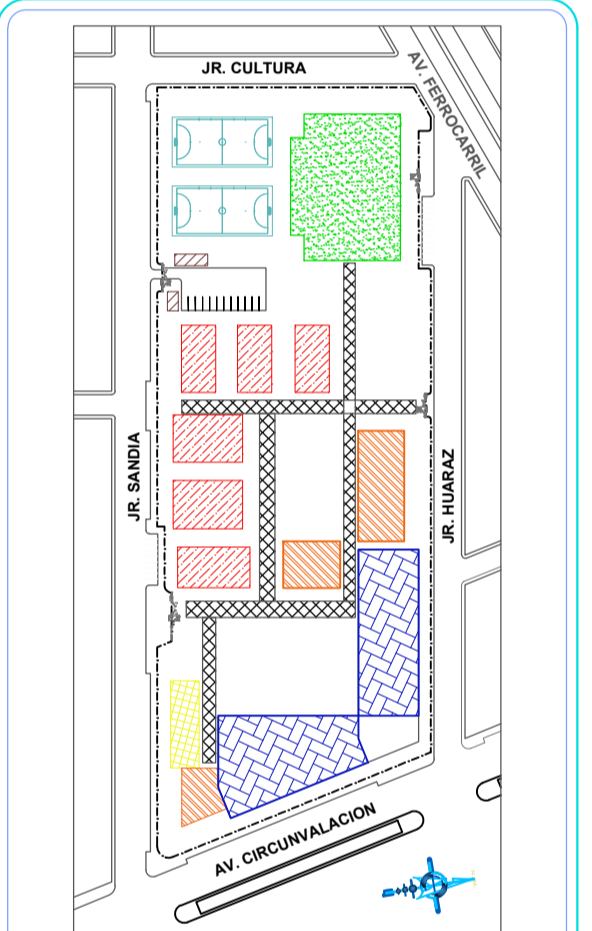 JR. CULTURA
AV. FERROCARRIL
JR. SANDIA
JR. HUARAZ
AV. CIRCUNVALACION